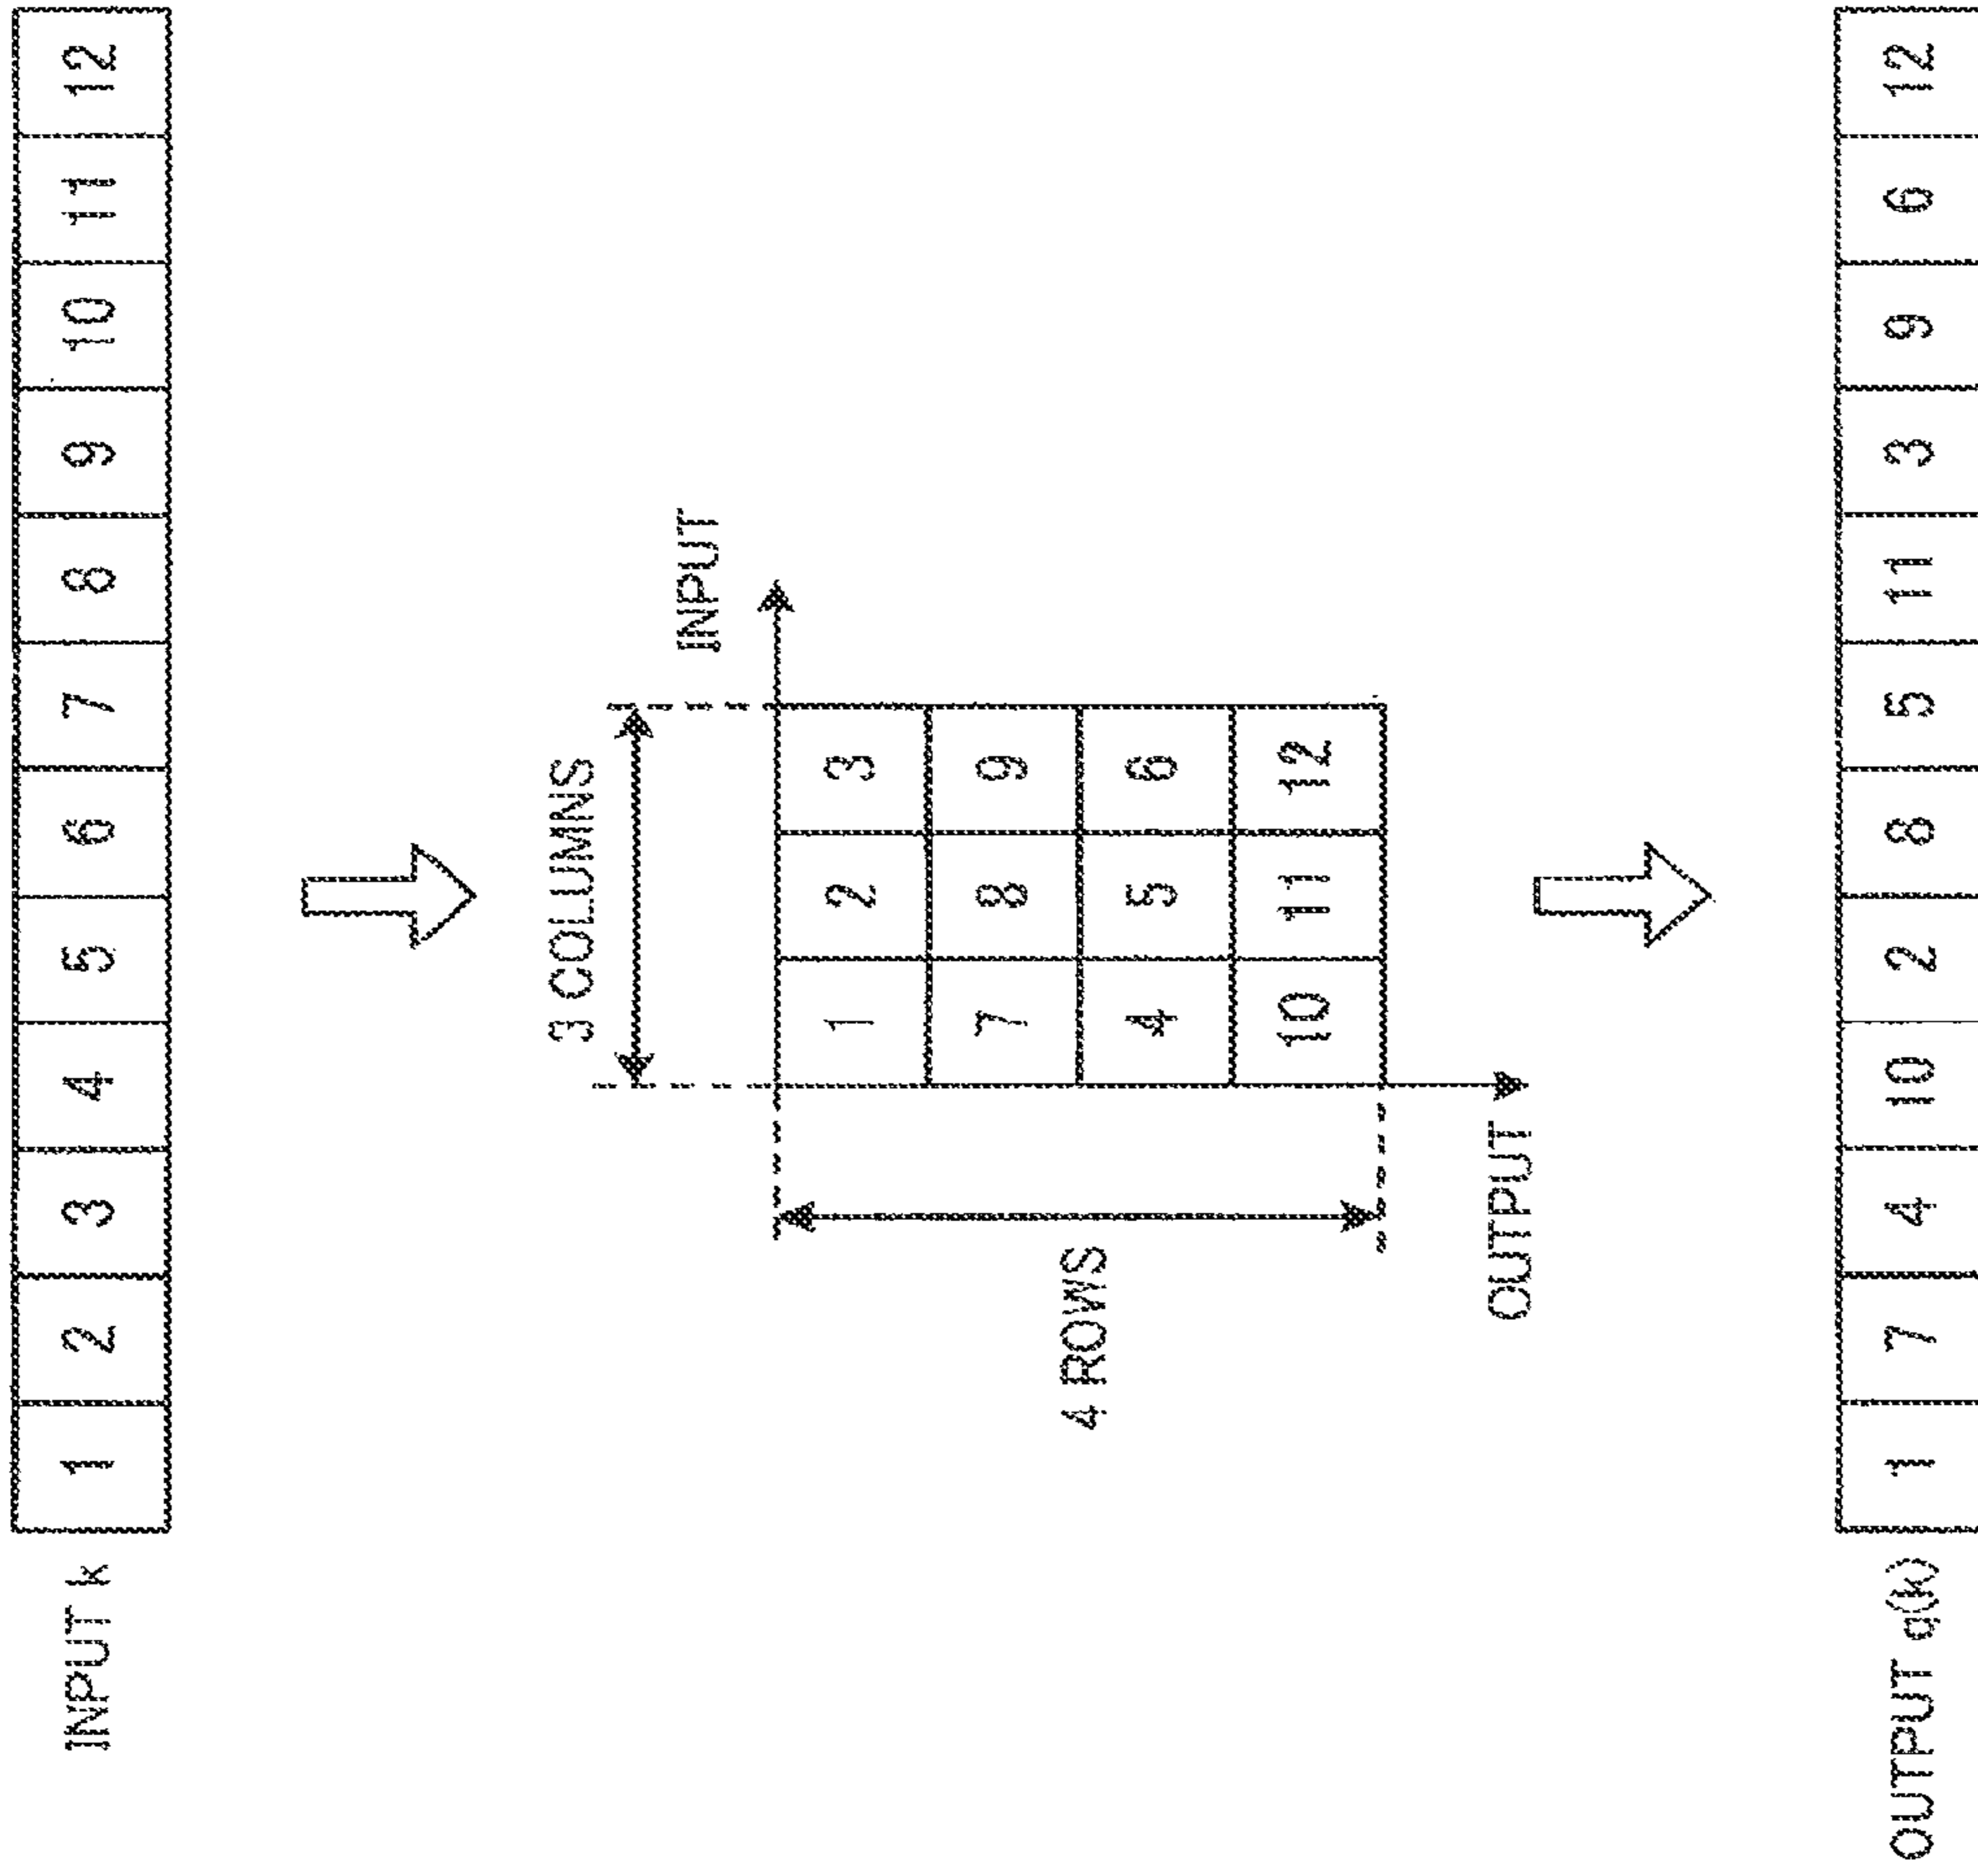 INPUT k 1 2 3 4 5 6 7 8 9 10 11 12
3 COLUMNS
INPUT
1 2 3
7 8 9
4 5 6
10 11 12
4 ROWS
OUTPUT
OUTPUT q(k) 1 7 4 10 2 8 5 11 3 9 6 12